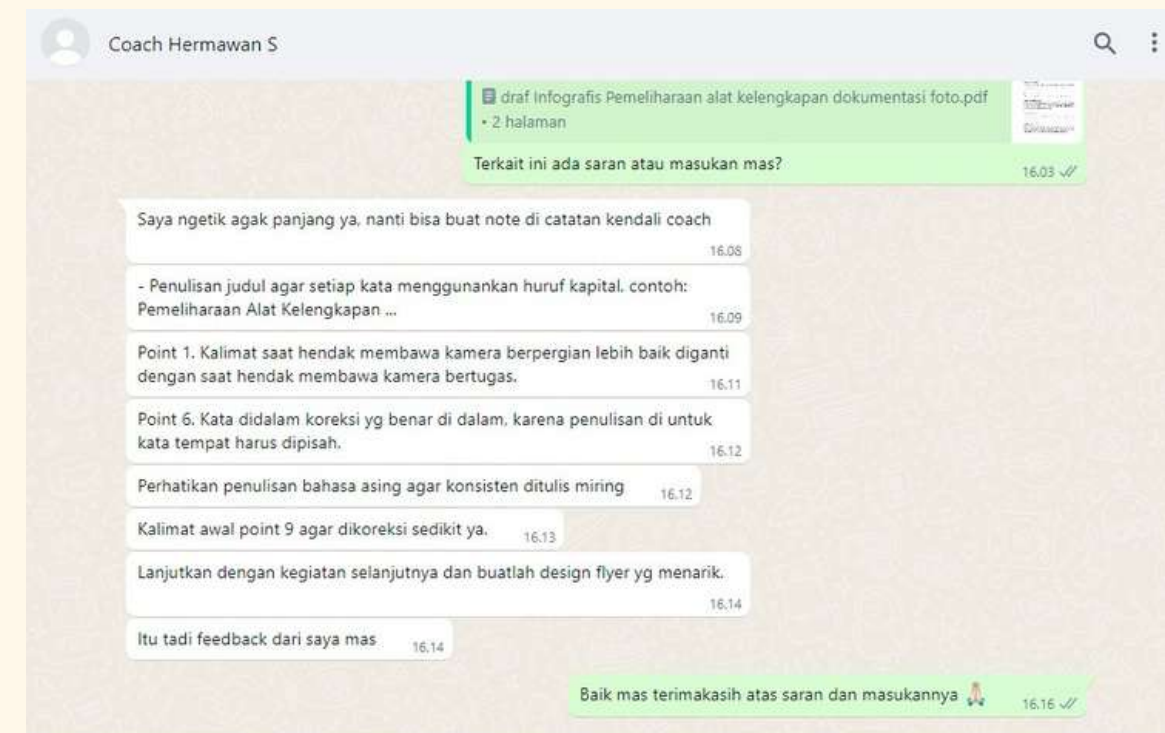 Coach Hermawan S
draf Infografis Pemeliharaan alat kelengkapan dokumentasi foto.pdf
• 2 halaman
Terkait ini ada saran atau masukan mas?
16.03
Saya ngetik agak panjang ya, nanti bisa buat note di catatan kendali coach
16.08
- Penulisan judul agar setiap kata menggunankan huruf kapital. contoh:
Pemeliharaan Alat Kelengkapan ...
16.09
Point 1. Kalimat saat hendak membawa kamera berpergian lebih baik diganti
dengan saat hendak membawa kamera bertugas.
16.11
Point 6. Kata didalam koreksi yg benar di dalam, karena penulisan di untuk
kata tempat harus dipisah.
16.12
Perhatikan penulisan bahasa asing agar konsisten ditulis miring
16.12
Kalimat awal point 9 agar dikoreksi sedikit ya.
16.13
Lanjutkan dengan kegiatan selanjutnya dan buatlah design flyer yg menarik.
16.14
Itu tadi feedback dari saya mas
16.14
Baik mas terimakasih atas saran dan masukannya 🙏🏻
16.16